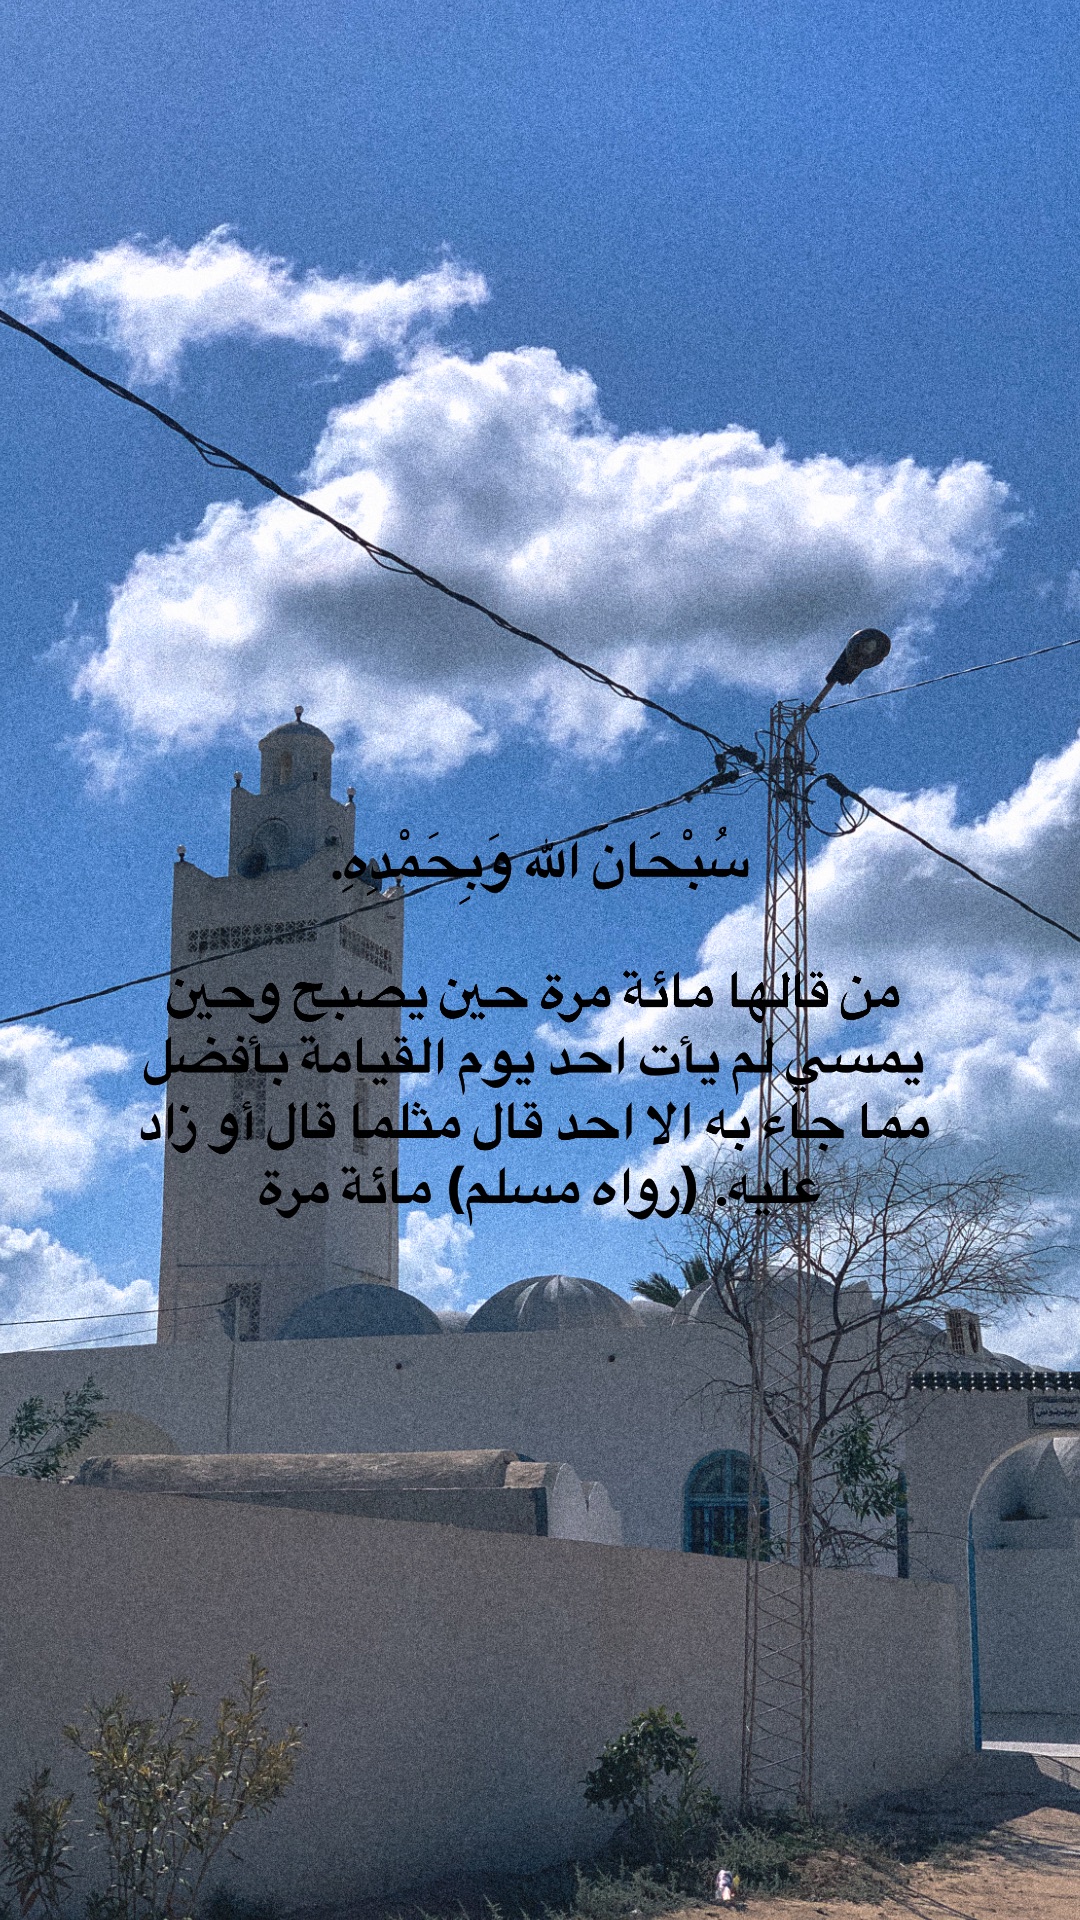 سُبْحَان الله وَبِحَمْدِهِ.
من قالها مائة مرة حين يصبح وحين
يمسي لم يأت احد يوم القيامة بأفضل
مما جاء به الا احد قال مثلما قال أو زاد
عليه. (رواه مسلم) مائة مرة